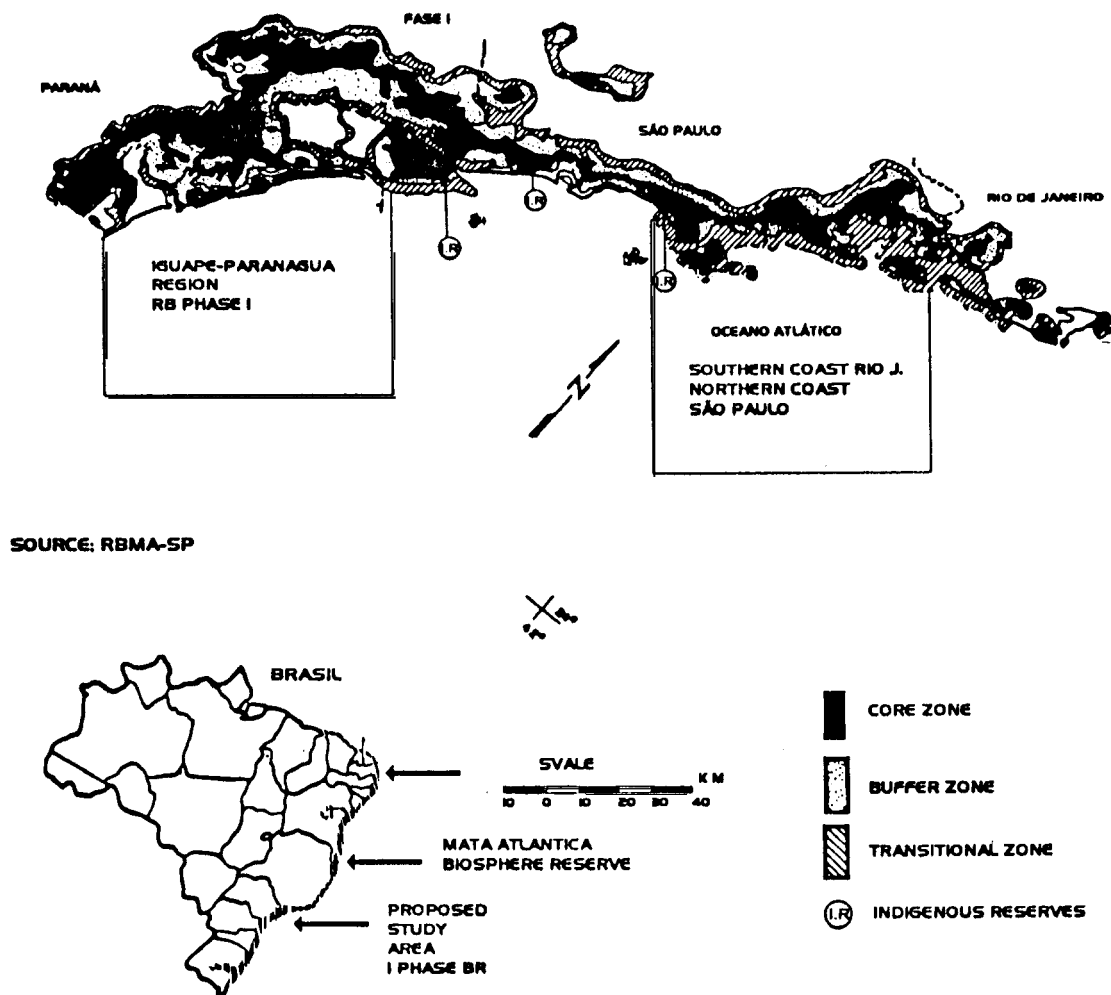 FASE I
PARANÁ
SÃO PAULO
RIO DE JANEIRO
I.R
I.R
I.R
IGUAPE-PARANAGUA
REGION
RB PHASE I
OCEANO ATLÁTICO
SOUTHERN COAST RIO J.
NORTHERN COAST
SÃO PAULO
N
SOURCE: RBMA-SP
BRASIL
SVALE
KM
10 0 10 20 20 40
MATA ATLANTICA
BIOSPHERE RESERVE
PROPOSED
STUDY
AREA
I PHASE BR
CORE ZONE
BUFFER ZONE
TRANSITIONAL ZONE
I.R INDIGENOUS RESERVES